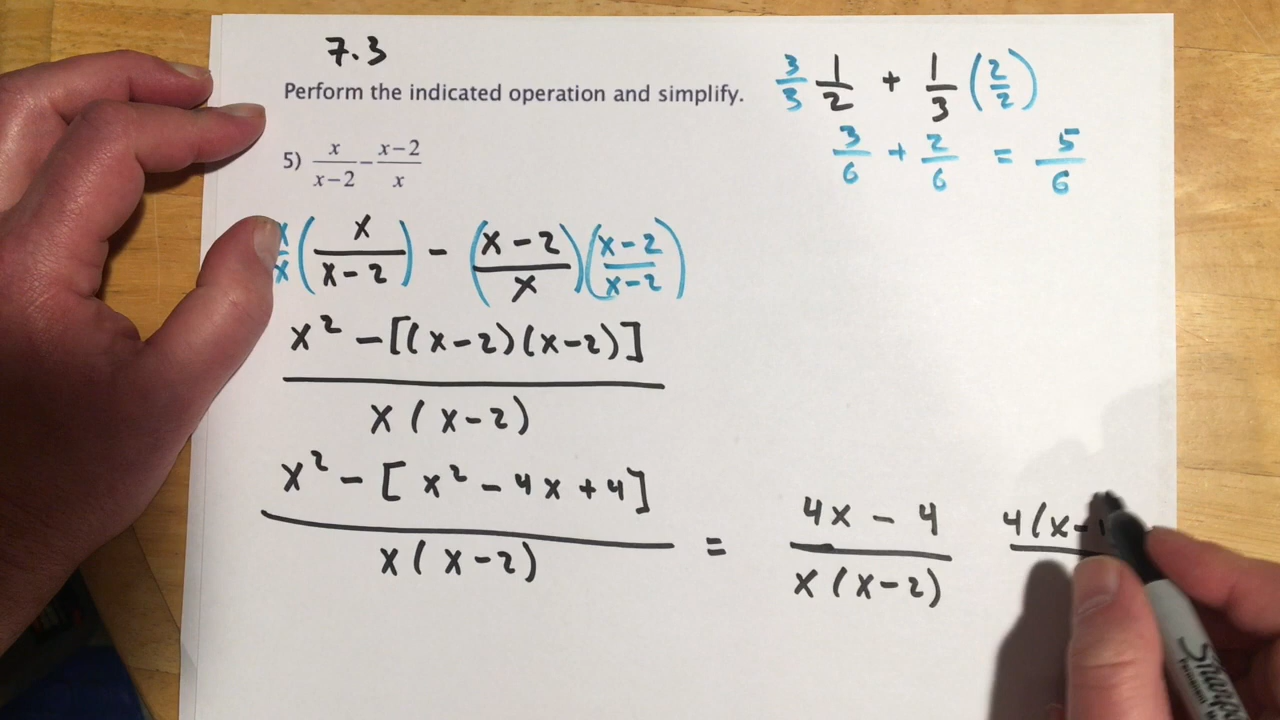 7.3
Perform the indicated operation and simplify.
5) x/(x–2) – (x–2)/x
3/3 1/2 + 1/3 (2/2)
3/6 + 2/6 = 5/6
x/x (x/(x-2)) - ((x-2)/x)((x-2)/(x-2))
x² - [(x-2)(x-2)]
x(x-2)
x² - [x² - 4x + 4]
x(x-2)
=
4x - 4
x(x-2)
4(x-
Sharpie